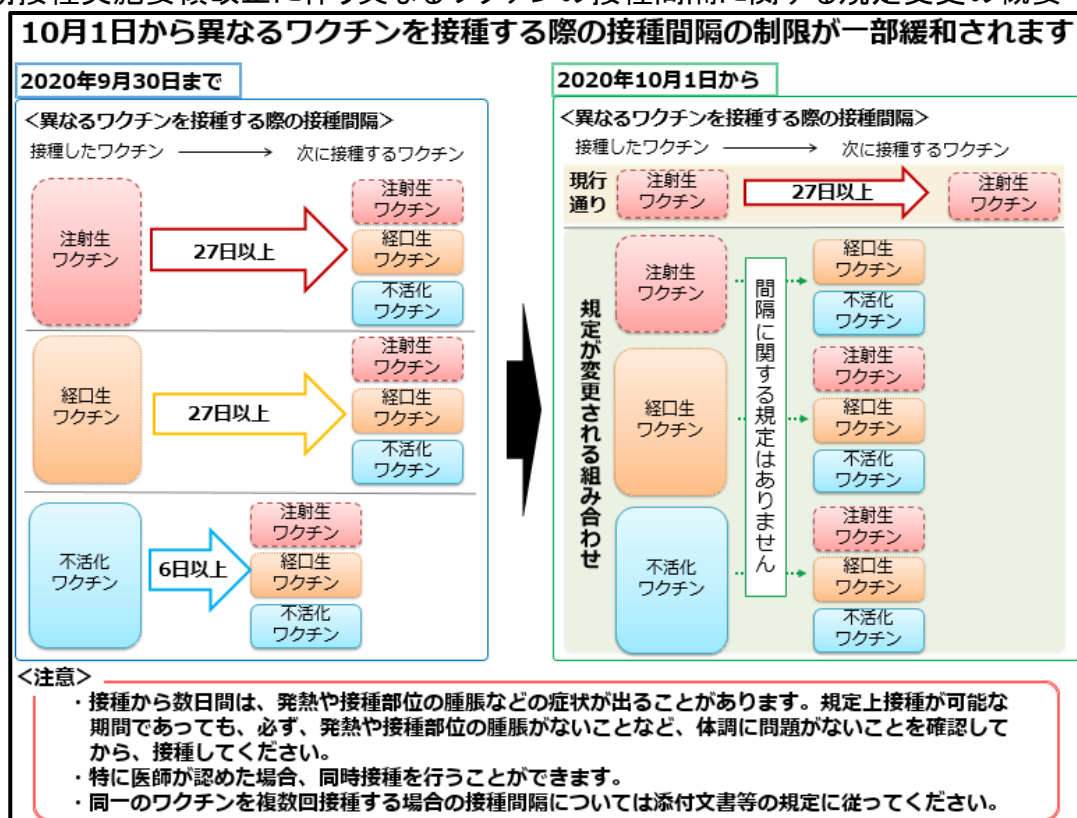 10月1日から異なるワクチンを接種する際の接種間隔の制限が一部緩和されます
2020年9月30日まで
<異なるワクチンを接種する際の接種間隔>
接種したワクチン
次に接種するワクチン
注射生
ワクチン
27日以上
注射生
ワクチン
経口生
ワクチン
不活化
ワクチン
経口生
ワクチン
27日以上
注射生
ワクチン
経口生
ワクチン
不活化
ワクチン
不活化
ワクチン
6日以上
注射生
ワクチン
経口生
ワクチン
不活化
ワクチン
2020年10月1日から
<異なるワクチンを接種する際の接種間隔>
接種したワクチン
次に接種するワクチン
現行
通り
注射生
ワクチン
27日以上
注射生
ワクチン
規定が変更される組み合わせ
注射生
ワクチン
間隔に関する規定はありません
経口生
ワクチン
不活化
ワクチン
経口生
ワクチン
注射生
ワクチン
経口生
ワクチン
不活化
ワクチン
不活化
ワクチン
注射生
ワクチン
経口生
ワクチン
不活化
ワクチン
<注意>
・接種から数日間は、発熱や接種部位の腫脹などの症状が出ることがあります。規定上接種が可能な
期間であっても、必ず、発熱や接種部位の腫脹がないことなど、体調に問題がないことを確認して
から、接種してください。
・特に医師が認めた場合、同時接種を行うことができます。
・同一のワクチンを複数回接種する場合の接種間隔については添付文書等の規定に従ってください。